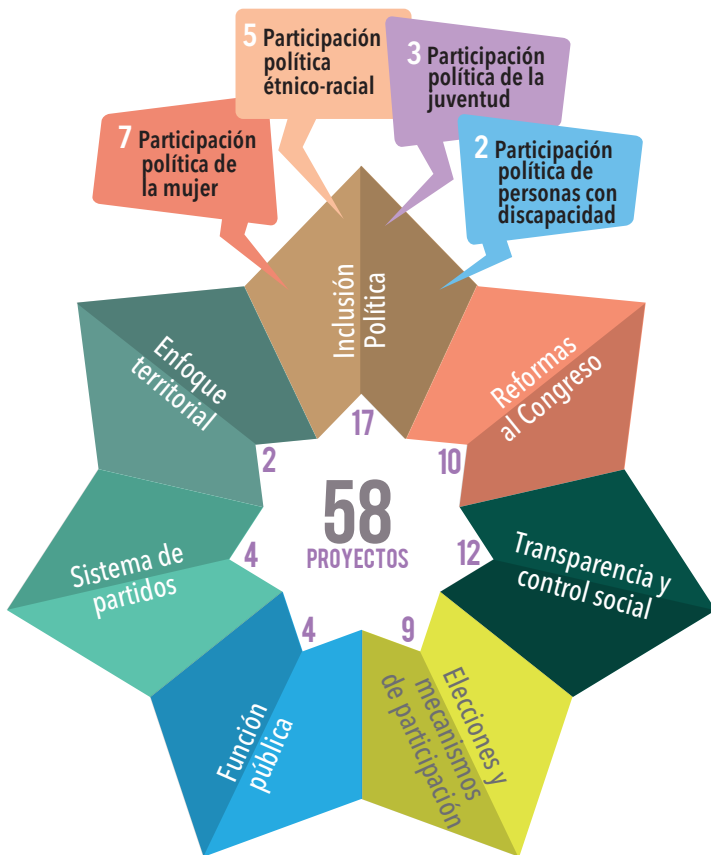 5 Participación
política
étnico-racial
3 Participación
política de la
juventud
7 Participación
política de
la mujer
2 Participación
política de
personas con
discapacidad
Inclusión
Política
17
Reformas
al Congreso
10
Transparencia y
control social
12
Elecciones y
mecanismos
de participación
9
Función
pública
4
Sistema de
partidos
4
Enfoque
territorial
2
58
PROYECTOS